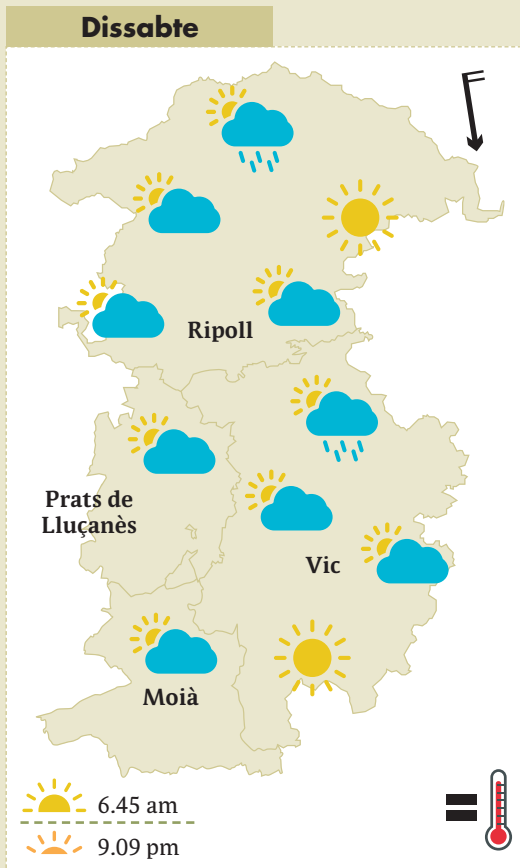 Dissabte
Ripoll
Prats de
Lluçanès
Vic
Moià
6.45 am
9.09 pm